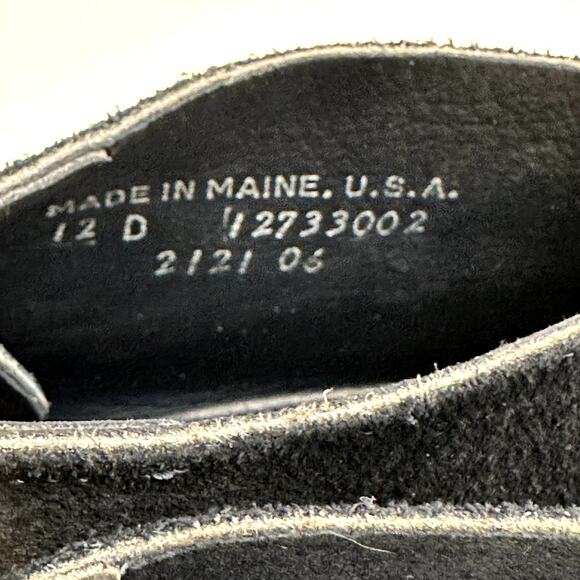 MADE IN MAINE. U.S.A.
12 D 12733002
2121 06